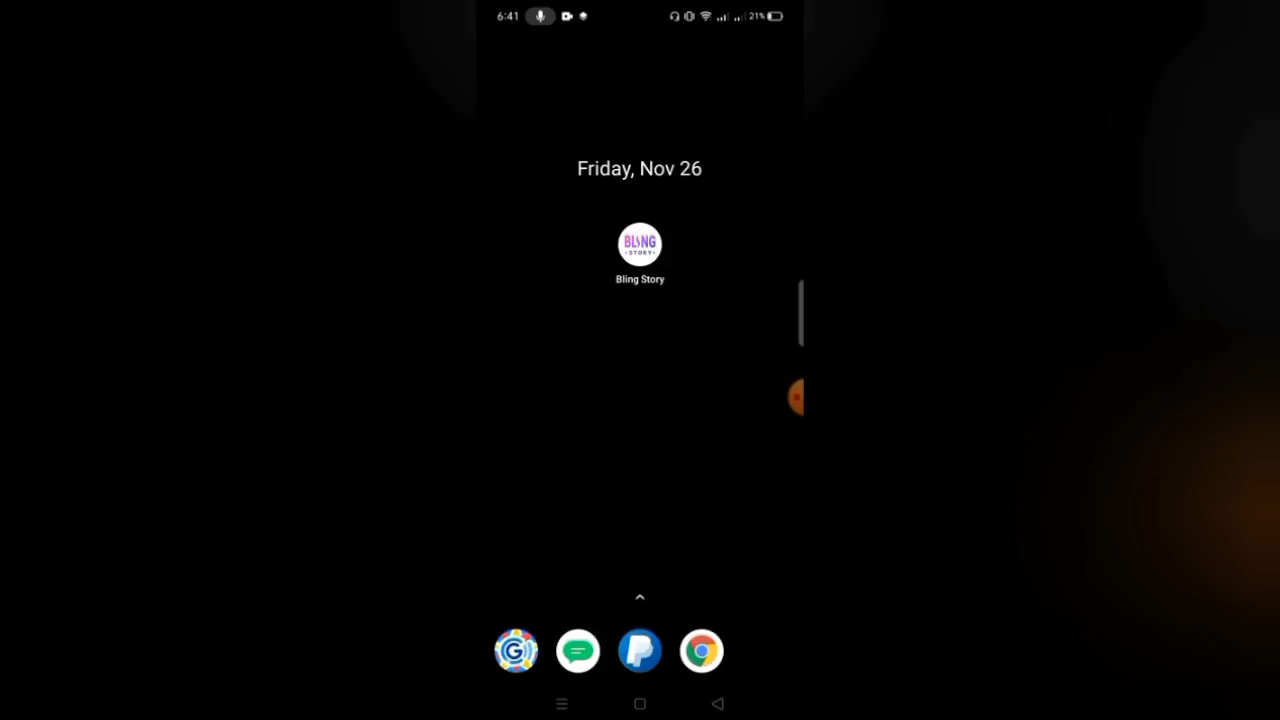 6:41
21%
Friday, Nov 26
BLING
STORY
Bling Story
G